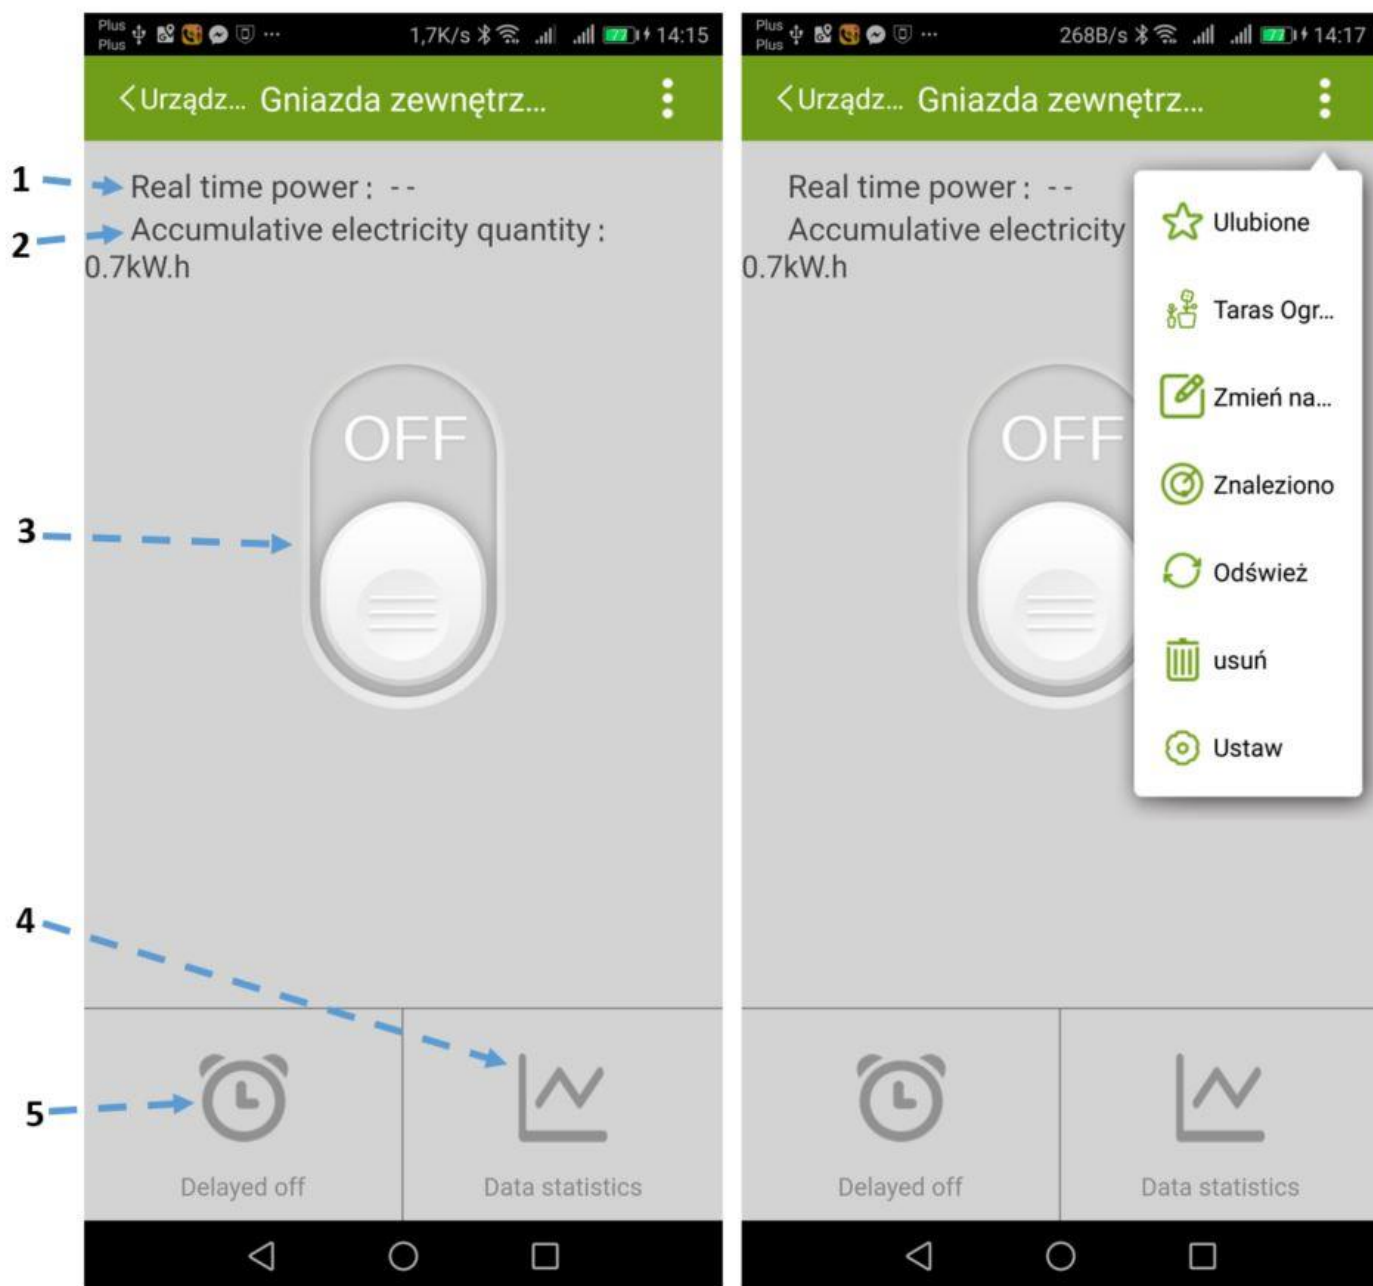 Plus
Plus
1,7K/s
77
14:15
Urządz... Gniazda zewnętrz...
1
Real time power : - -
2
Accumulative electricity quantity :
0.7kW.h
OFF
3
4
5
Delayed off
Data statistics
Plus
Plus
268B/s
77
14:17
Urządz... Gniazda zewnętrz...
Real time power : - -
Accumulative electricity
0.7kW.h
OFF
Ulubione
Taras Ogr...
Zmień na...
Znaleziono
Odśwież
usuń
Ustaw
Delayed off
Data statistics